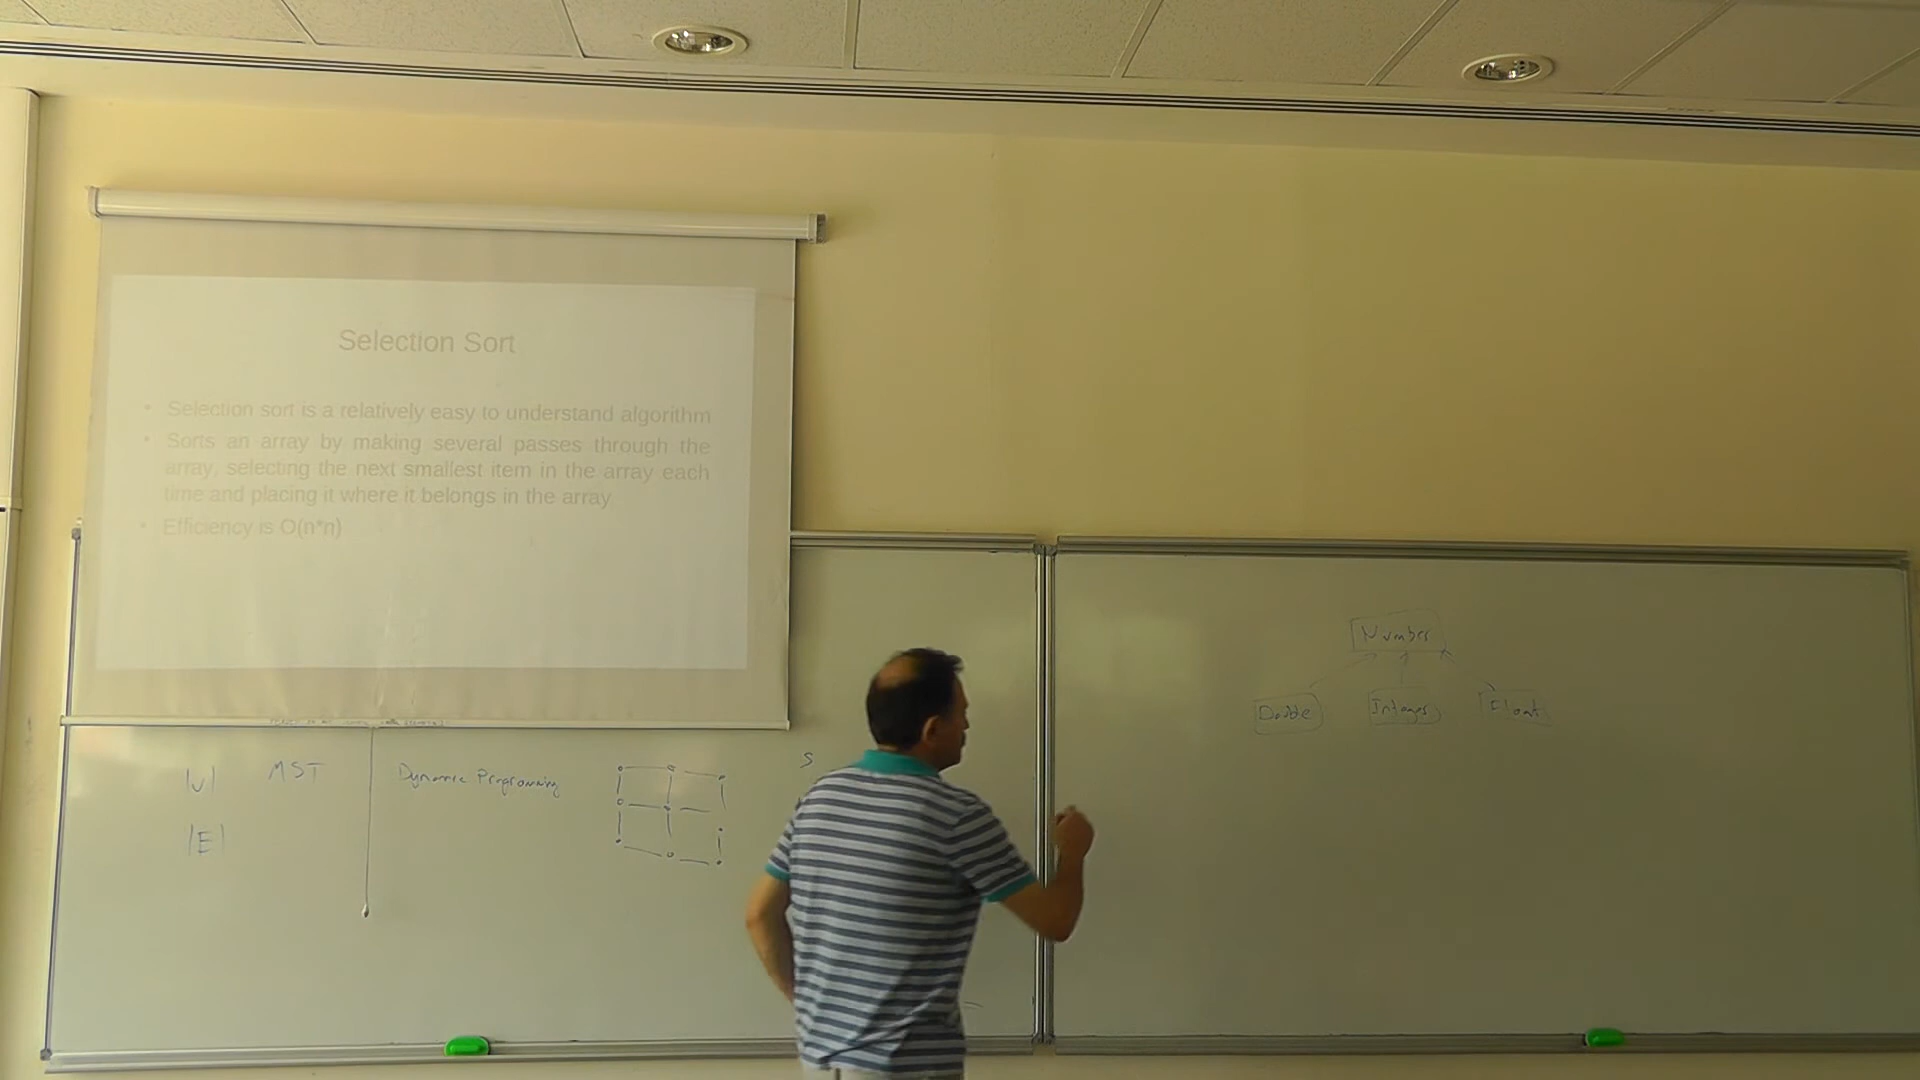 Selection Sort
• Selection sort is a relatively easy to understand algorithm
• Sorts an array by making several passes through the
array, selecting the next smallest item in the array each
time and placing it where it belongs in the array
• Efficiency is O(n*n)
|V|
MST
Dynamic Programming
|E|
S
Number
Double
Integer
Float